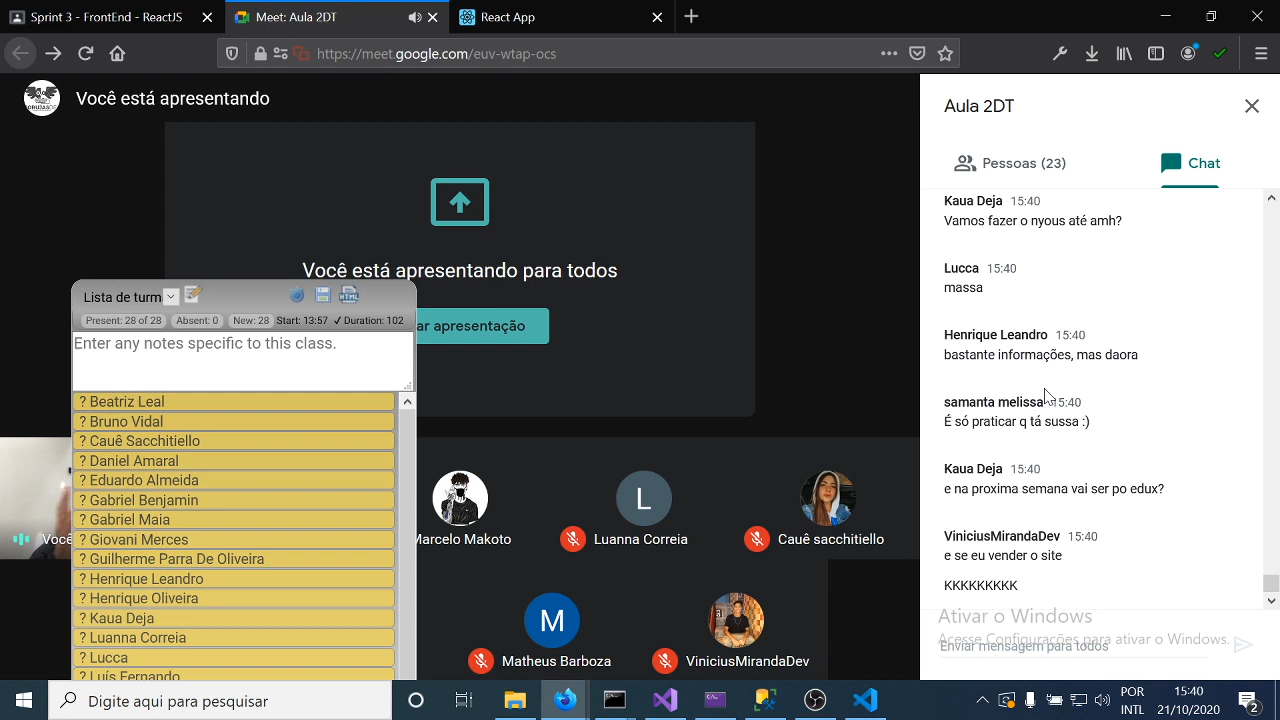 Sprint 3 - FrontEnd - ReactJS
Meet: Aula 2DT
React App
https://meet.google.com/euv-wtap-ocs
Você está apresentando
Você está apresentando para todos
ar apresentação
Lista de turm
Present: 28 of 28
Absent: 0
New: 28
Start: 13:57
✓ Duration: 102
Enter any notes specific to this class.
? Beatriz Leal
? Bruno Vidal
? Cauê Sacchitiello
? Daniel Amaral
? Eduardo Almeida
? Gabriel Benjamin
? Gabriel Maia
? Giovani Merces
? Guilherme Parra De Oliveira
? Henrique Leandro
? Henrique Oliveira
? Kaua Deja
? Luanna Correia
? Lucca
? Luís Fernando
Você
Marcelo Makoto
L
Luanna Correia
Cauê sacchitiello
M
Matheus Barboza
ViniciusMirandaDev
Aula 2DT
Pessoas (23)
Chat
Kaua Deja 15:40
Vamos fazer o nyous até amh?
Lucca 15:40
massa
Henrique Leandro 15:40
bastante informações, mas daora
samanta melissa 15:40
É só praticar q tá sussa :)
Kaua Deja 15:40
e na proxima semana vai ser po edux?
ViniciusMirandaDev 15:40
e se eu vender o site
KKKKKKKKK
Ativar o Windows
Acesse Configurações para ativar o Windows.
Enviar mensagem para todos
Digite aqui para pesquisar
POR
INTL
15:40
21/10/2020
2